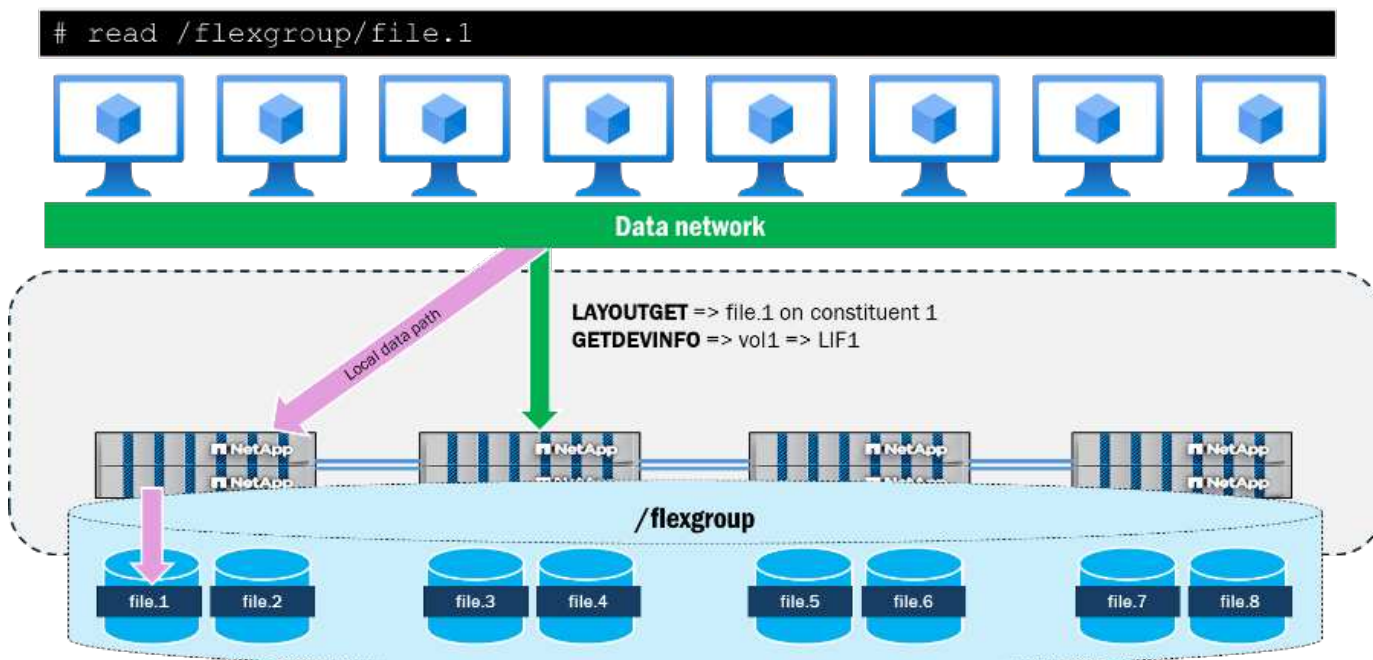 # read /flexgroup/file.1
Data network
Local data path
LAYOUTGET => file.1 on constituent 1
GETDEVINFO => vol1 => LIF1
NetApp NetApp NetApp NetApp
NetApp NetApp NetApp NetApp
/flexgroup
file.1 file.2 file.3 file.4 file.5 file.6 file.7 file.8